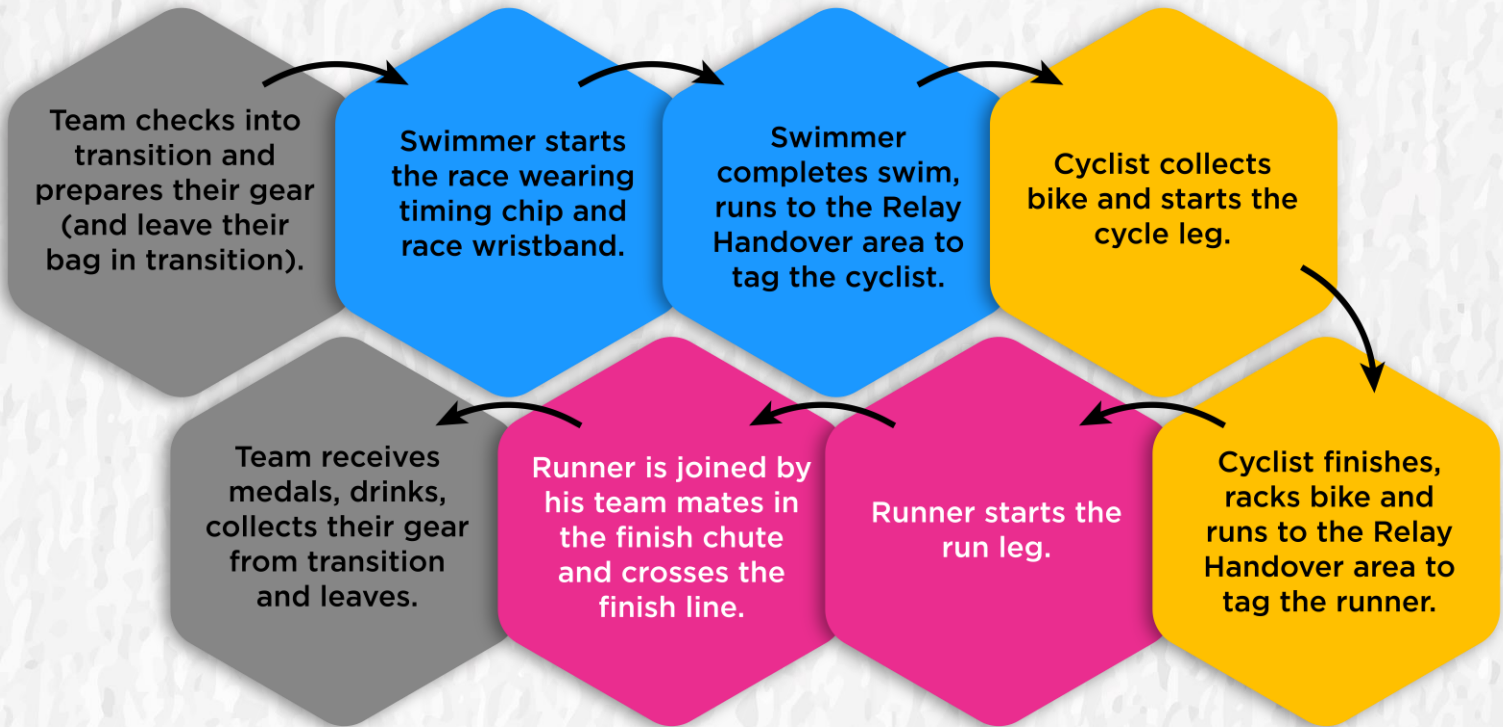 Team checks into
transition and
prepares their gear
(and leave their
bag in transition).
Swimmer starts
the race wearing
timing chip and
race wristband.
Swimmer
completes swim,
runs to the Relay
Handover area to
tag the cyclist.
Cyclist collects
bike and starts the
cycle leg.
Cyclist finishes,
racks bike and
runs to the Relay
Handover area to
tag the runner.
Runner starts the
run leg.
Runner is joined by
his team mates in
the finish chute
and crosses the
finish line.
Team receives
medals, drinks,
collects their gear
from transition
and leaves.